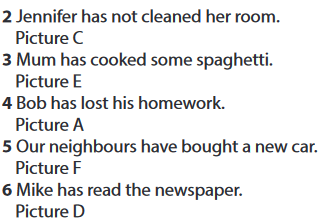 2 Jennifer has not cleaned her room.
Picture C
3 Mum has cooked some spaghetti.
Picture E
4 Bob has lost his homework.
Picture A
5 Our neighbours have bought a new car.
Picture F
6 Mike has read the newspaper.
Picture D